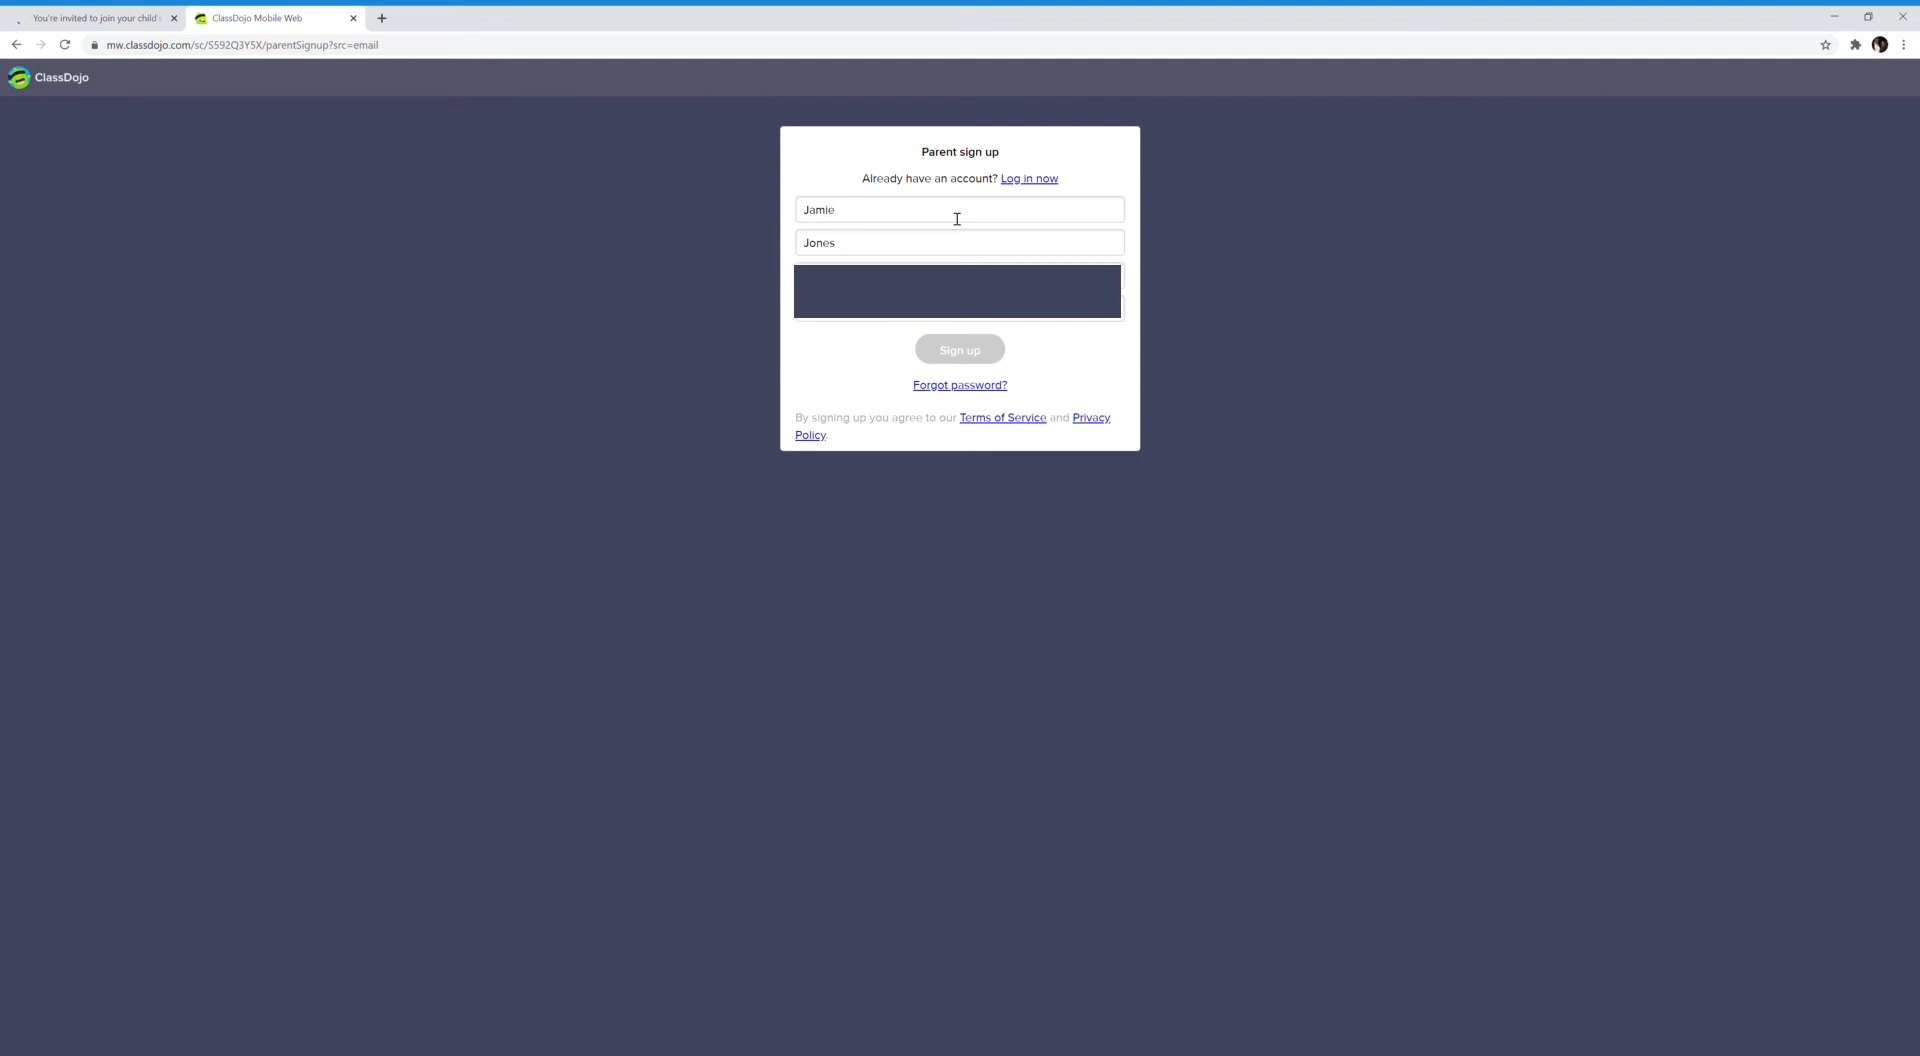 You're invited to join your child's
ClassDojo Mobile Web
mw.classdojo.com/sc/S592Q3Y5X/parentSignup?src=email
ClassDojo
Parent sign up
Already have an account? Log in now
Jamie
Jones
Sign up
Forgot password?
By signing up you agree to our Terms of Service and Privacy
Policy.